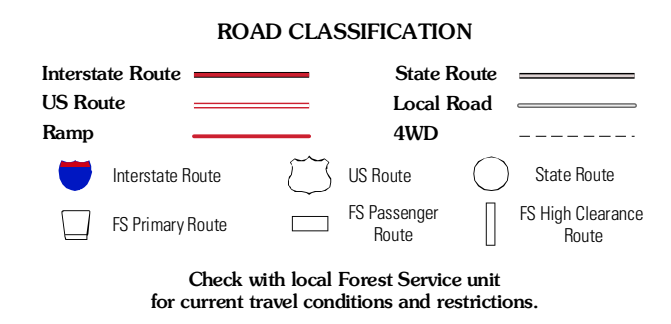 ROAD CLASSIFICATION
Interstate Route
State Route
US Route
Local Road
Ramp
4WD
Interstate Route
US Route
State Route
FS Primary Route
FS Passenger
Route
FS High Clearance
Route
Check with local Forest Service unit
for current travel conditions and restrictions.